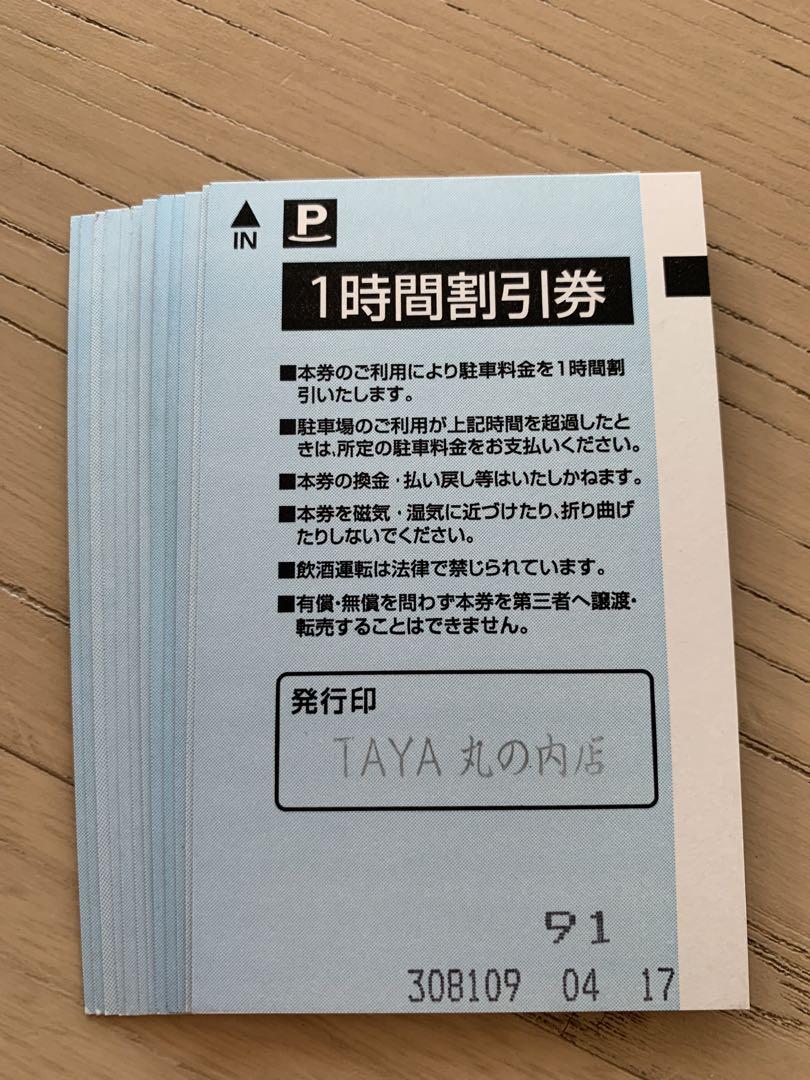 IN
P
1時間割引券
■本券のご利用により駐車料金を1時間割
引いたします。
■駐車場のご利用が上記時間を超過したと
きは、所定の駐車料金をお支払いください。
■本券の換金・払い戻し等はいたしかねます。
■本券を磁気・湿気に近づけたり、折り曲げ
たりしないでください。
■飲酒運転は法律で禁じられています。
■有償・無償を問わず本券を第三者へ譲渡・
転売することはできません。
発行印
TAYA 丸の内店
91
308109 04 17